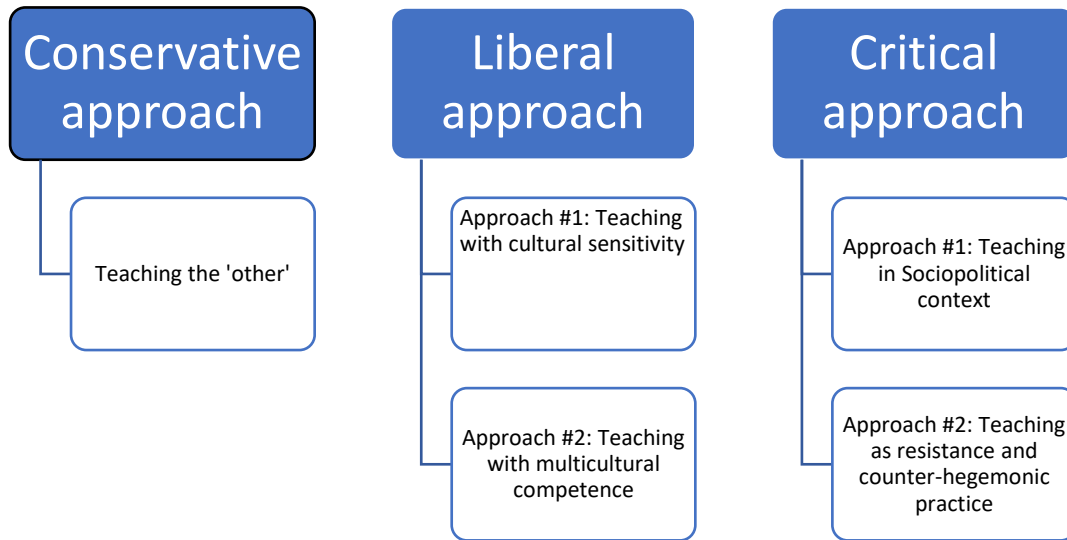 Conservative
approach
Teaching the 'other'
Liberal
approach
Approach #1: Teaching
with cultural sensitivity
Approach #2: Teaching
with multicultural
competence
Critical
approach
Approach #1: Teaching
in Sociopolitical
context
Approach #2: Teaching
as resistance and
counter-hegemonic
practice